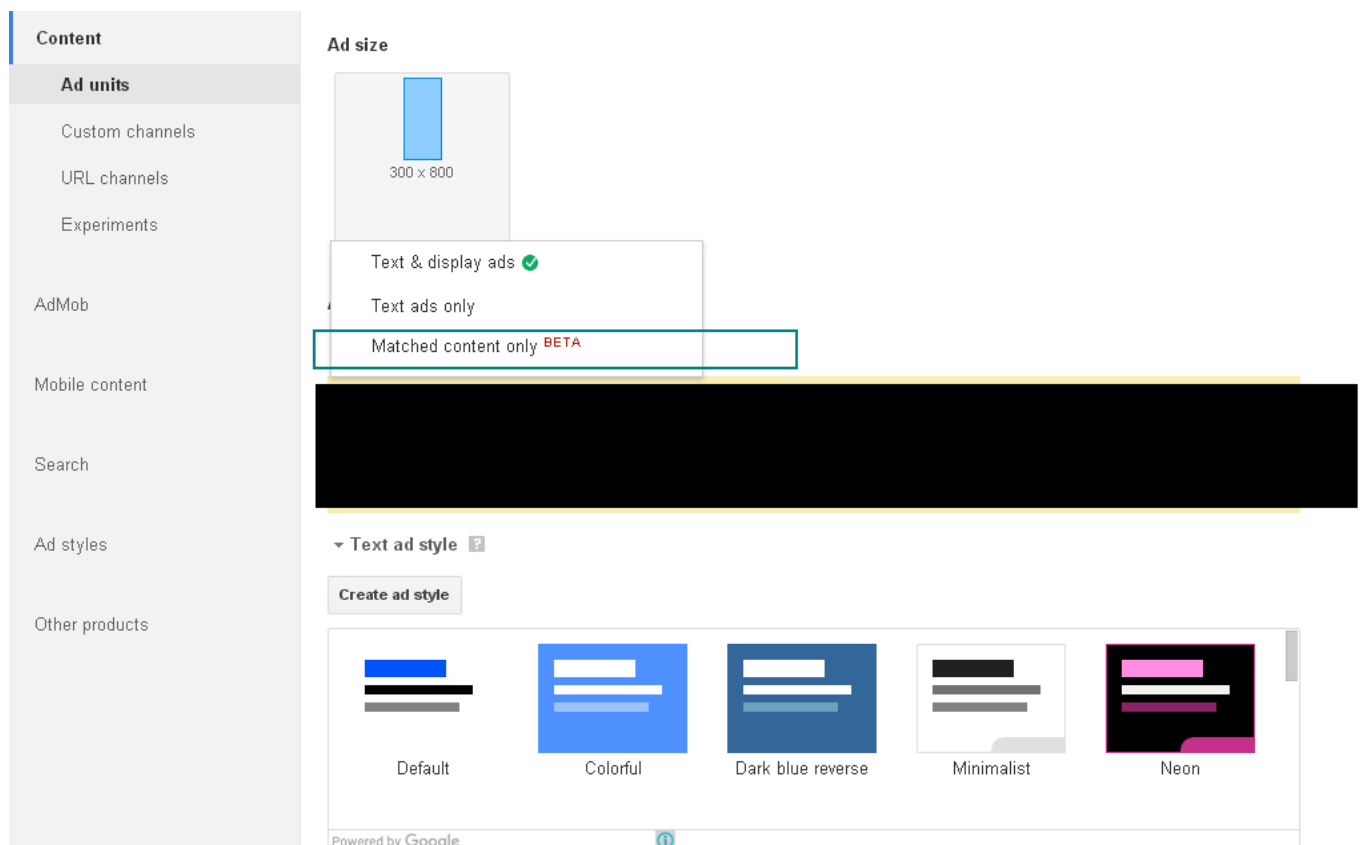 Content
Ad units
Custom channels
URL channels
Experiments
AdMob
Mobile content
Search
Ad styles
Other products
Ad size
300 x 800
Text & display ads
Text ads only
Matched content only BETA
Text ad style ?
Create ad style
Default Colorful Dark blue reverse Minimalist Neon
Powered by Google